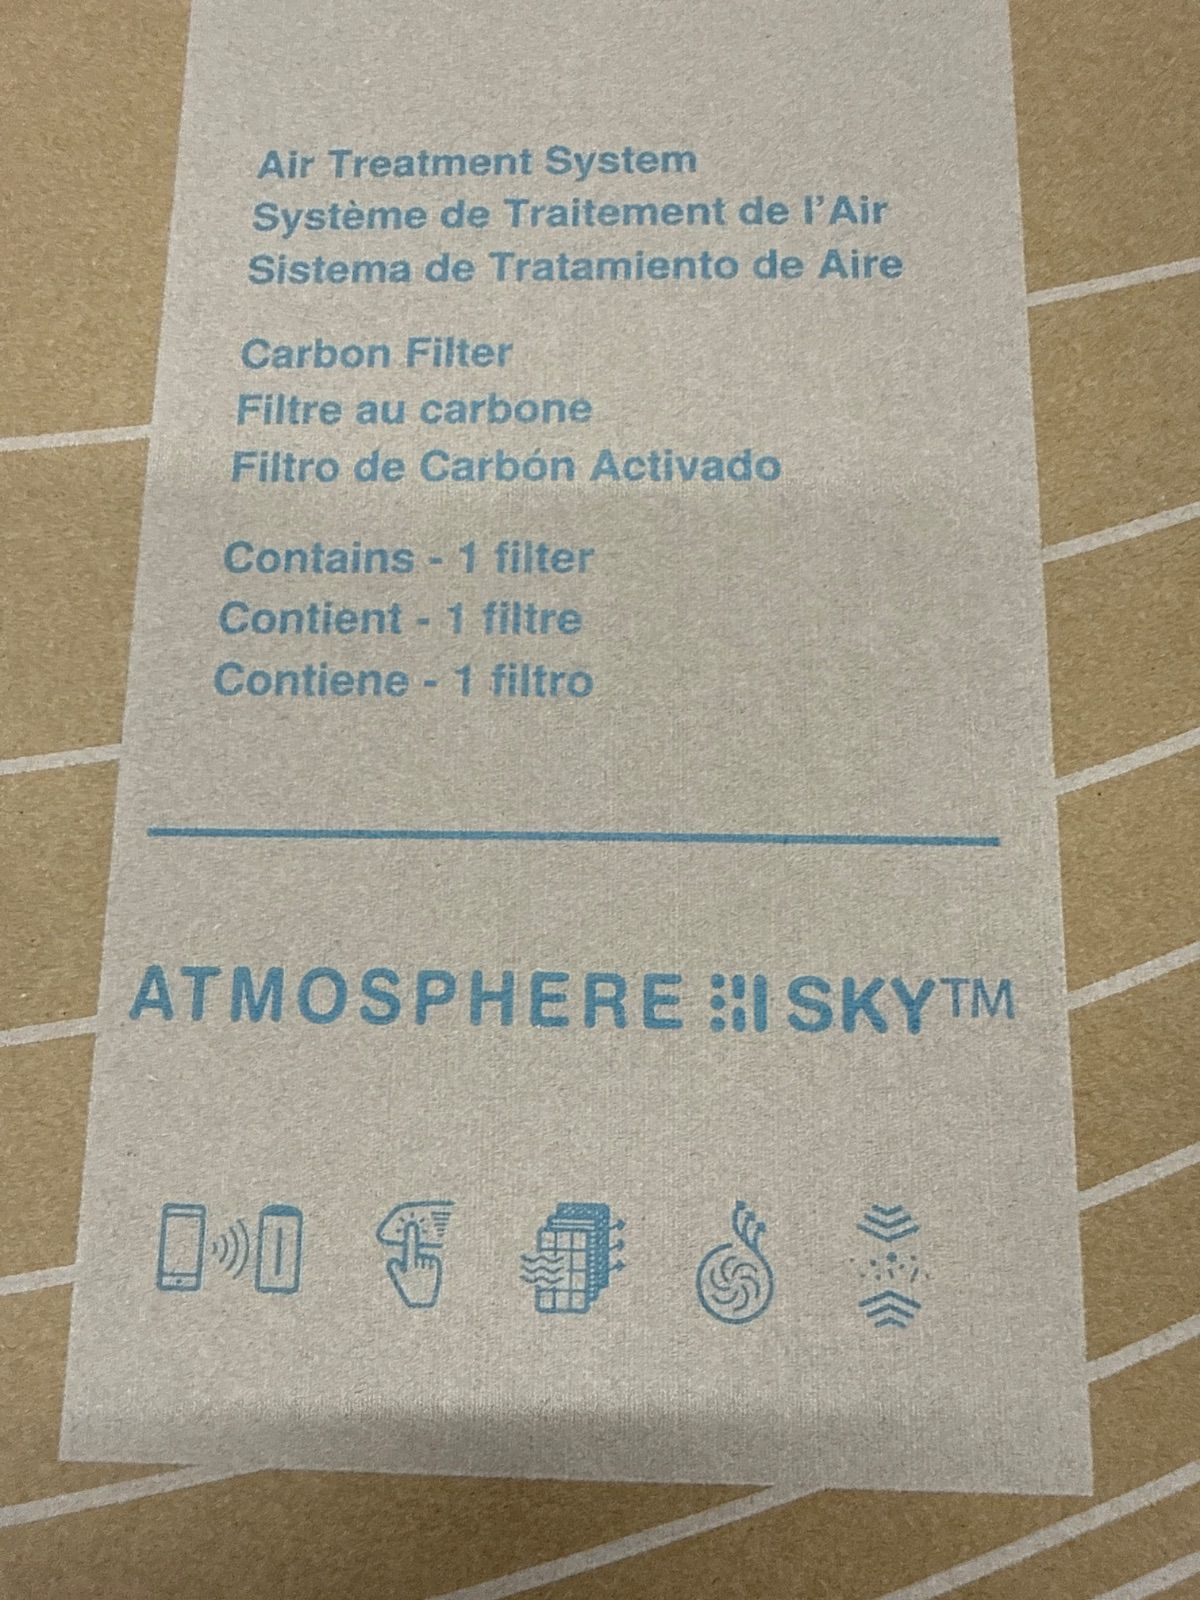 Air Treatment System
Système de Traitement de l'Air
Sistema de Tratamiento de Aire
Carbon Filter
Filtre au carbone
Filtro de Carbón Activado
Contains - 1 filter
Contient - 1 filtre
Contiene - 1 filtro
ATMOSPHERE SKY™